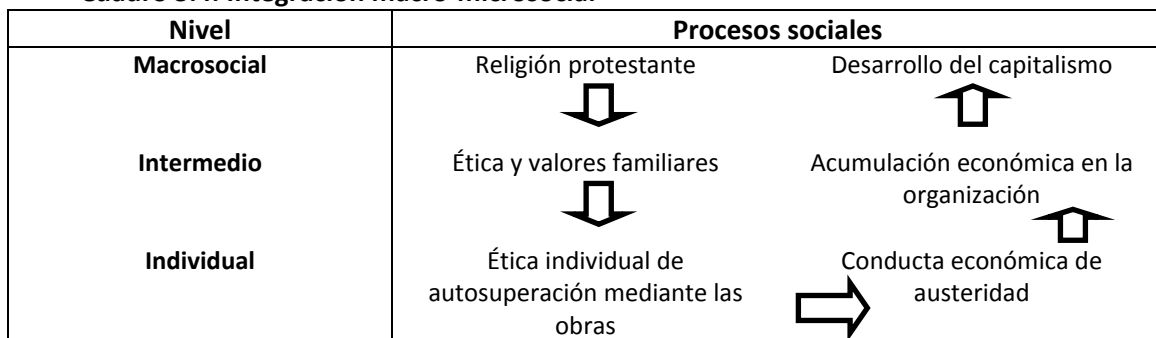 Nivel Procesos sociales
Macrosocial Religión protestante Desarrollo del capitalismo
Intermedio Ética y valores familiares Acumulación económica en la
organización
Individual Ética individual de Conducta económica de
autosuperación mediante las austeridad
obras